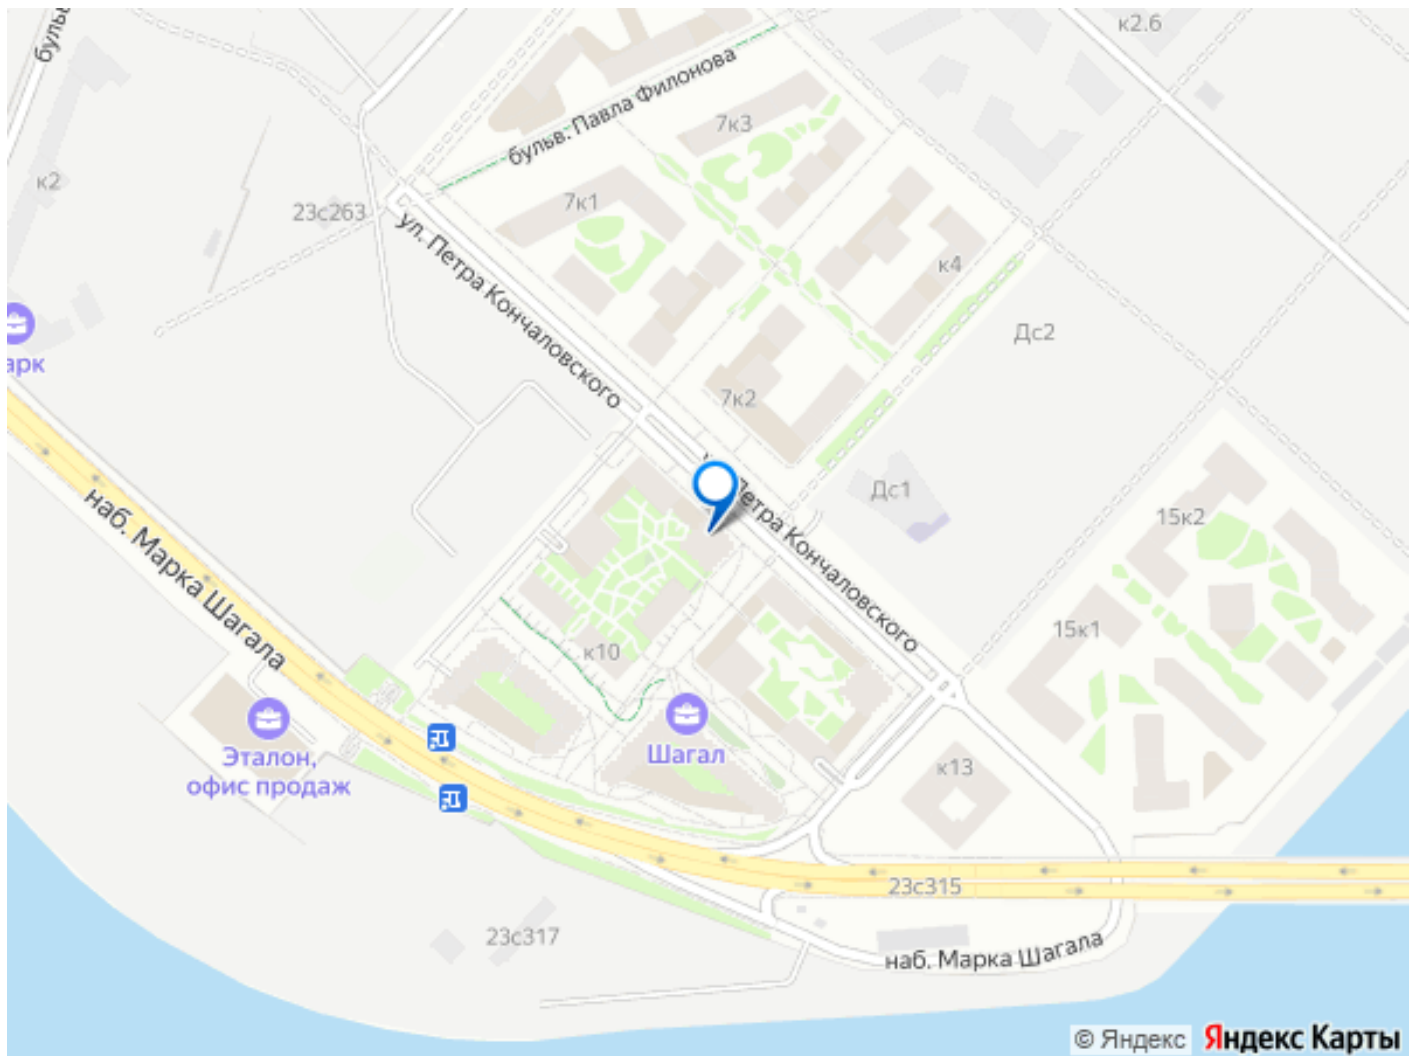 к2.6
бульв. Павла Филонова
7к3
к2
7к1
23с263
ул. Петра Кончаловского
к4
Дс2
арк
7к2
Дс1
Петра Кончаловского
15к2
наб. Марка Шагала
15к1
к10
Шагал
Эталон,
офис продаж
к13
23с315
23с317
наб. Марка Шагала
© Яндекс Яндекс Карты